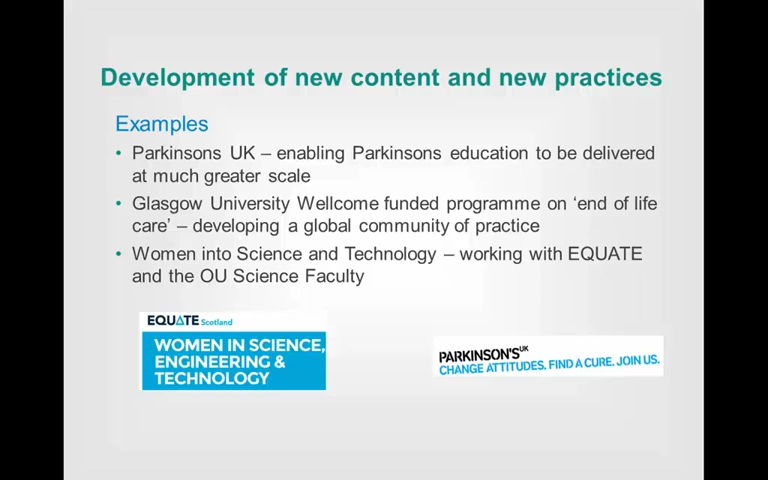 Development of new content and new practices
Examples
• Parkinsons UK – enabling Parkinsons education to be delivered
at much greater scale
• Glasgow University Wellcome funded programme on ‘end of life
care’ – developing a global community of practice
• Women into Science and Technology – working with EQUATE
and the OU Science Faculty
EQUATE Scotland
WOMEN IN SCIENCE,
ENGINEERING &
TECHNOLOGY
PARKINSON'S UK
CHANGE ATTITUDES. FIND A CURE. JOIN US.